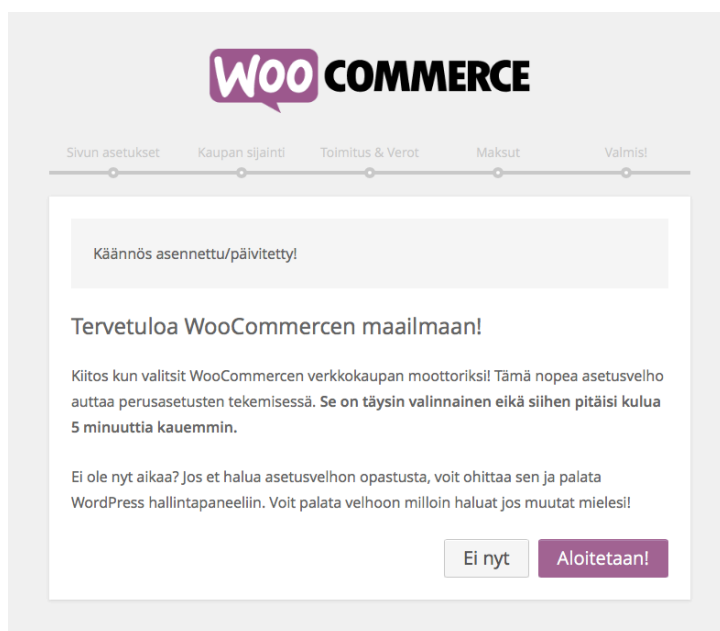 WOO COMMERCE
Sivun asetukset Kaupan sijainti Toimitus & Verot Maksut Valmis!
Käännös asennettu/päivitetty!
Tervetuloa WooCommercen maailmaan!
Kiitos kun valitsit WooCommercen verkkokaupan moottoriksi! Tämä nopea asetusvelho
auttaa perusasetusten tekemisessä. Se on täysin valinnainen eikä siihen pitäisi kulua
5 minuuttia kauemmin.
Ei ole nyt aikaa? Jos et halua asetusvelhon opastusta, voit ohittaa sen ja palata
WordPress hallintapaneeliin. Voit palata velhoon milloin haluat jos muutat mielesi!
Ei nyt Aloitetaan!